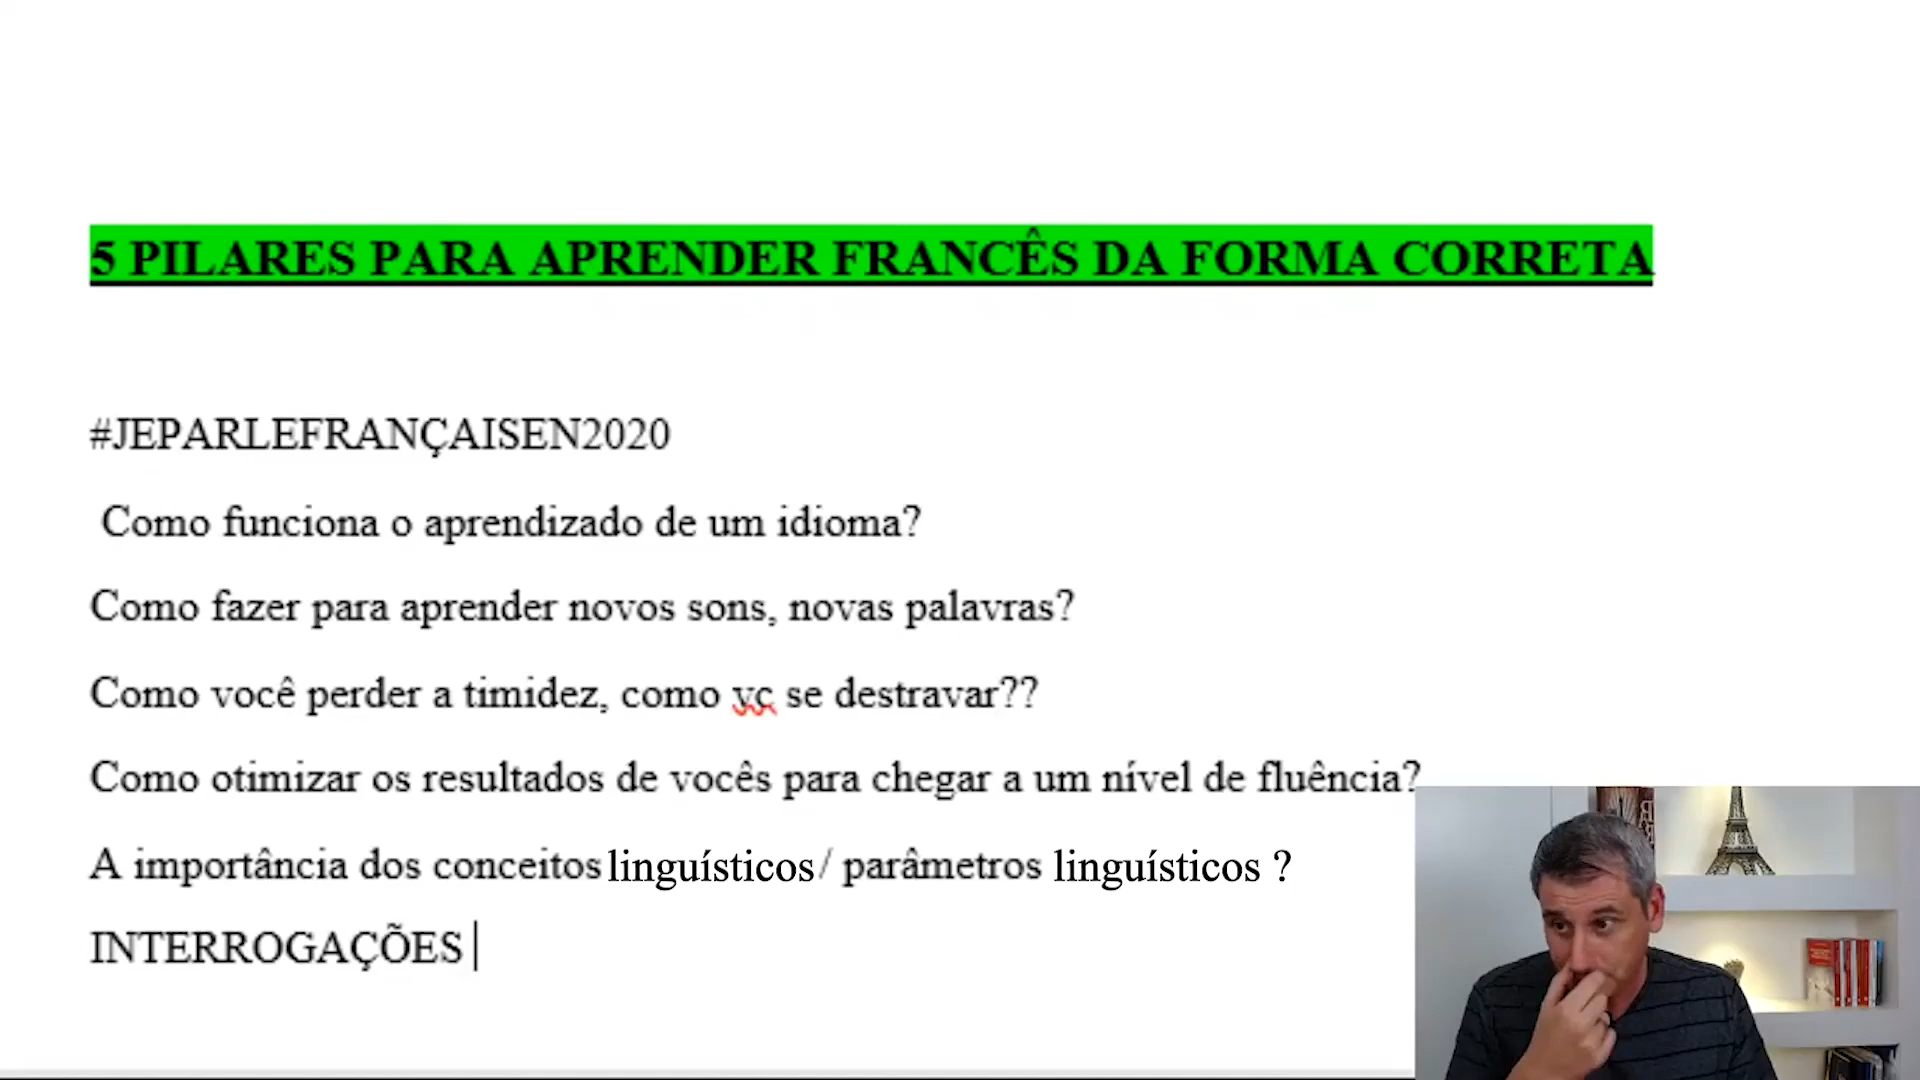 5 PILARES PARA APRENDER FRANCÊS DA FORMA CORRETA
#JEPARLEFRANÇAISEN2020
Como funciona o aprendizado de um idioma?
Como fazer para aprender novos sons, novas palavras?
Como você perder a timidez, como vc se destravar??
Como otimizar os resultados de vocês para chegar a um nível de fluência?
A importância dos conceitos linguísticos / parâmetros linguísticos ?
INTERROGAÇÕES